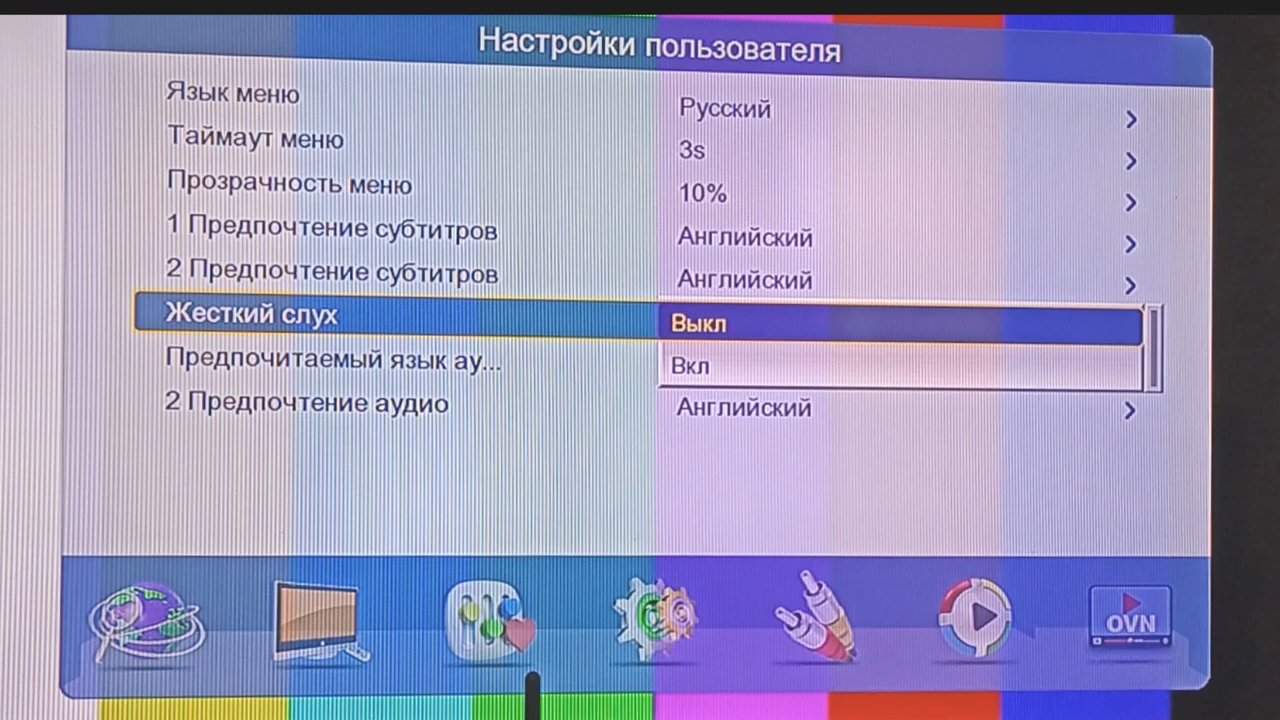 Настройки пользователя
Язык меню Русский
Таймаут меню 3s
Прозрачность меню 10%
1 Предпочтение субтитров Английский
2 Предпочтение субтитров Английский
Жесткий слух Выкл
Предпочитаемый язык ау... Вкл
2 Предпочтение аудио Английский
OVN